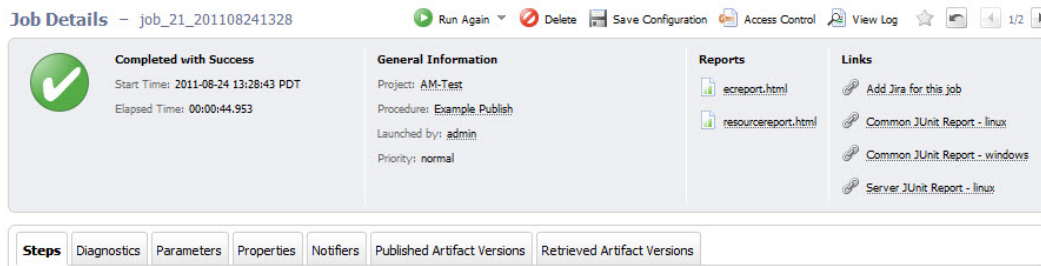 Job Details - job_21_201108241328
Run Again Delete Save Configuration Access Control View Log 1/2
Completed with Success
Start Time: 2011-08-24 13:28:43 PDT
Elapsed Time: 00:00:44.953
General Information
Project: AM-Test
Procedure: Example Publish
Launched by: admin
Priority: normal
Reports
ecreport.html
resourcereport.html
Links
Add Jira for this job
Common JUnit Report - linux
Common JUnit Report - windows
Server JUnit Report - linux
Steps Diagnostics Parameters Properties Notifiers Published Artifact Versions Retrieved Artifact Versions